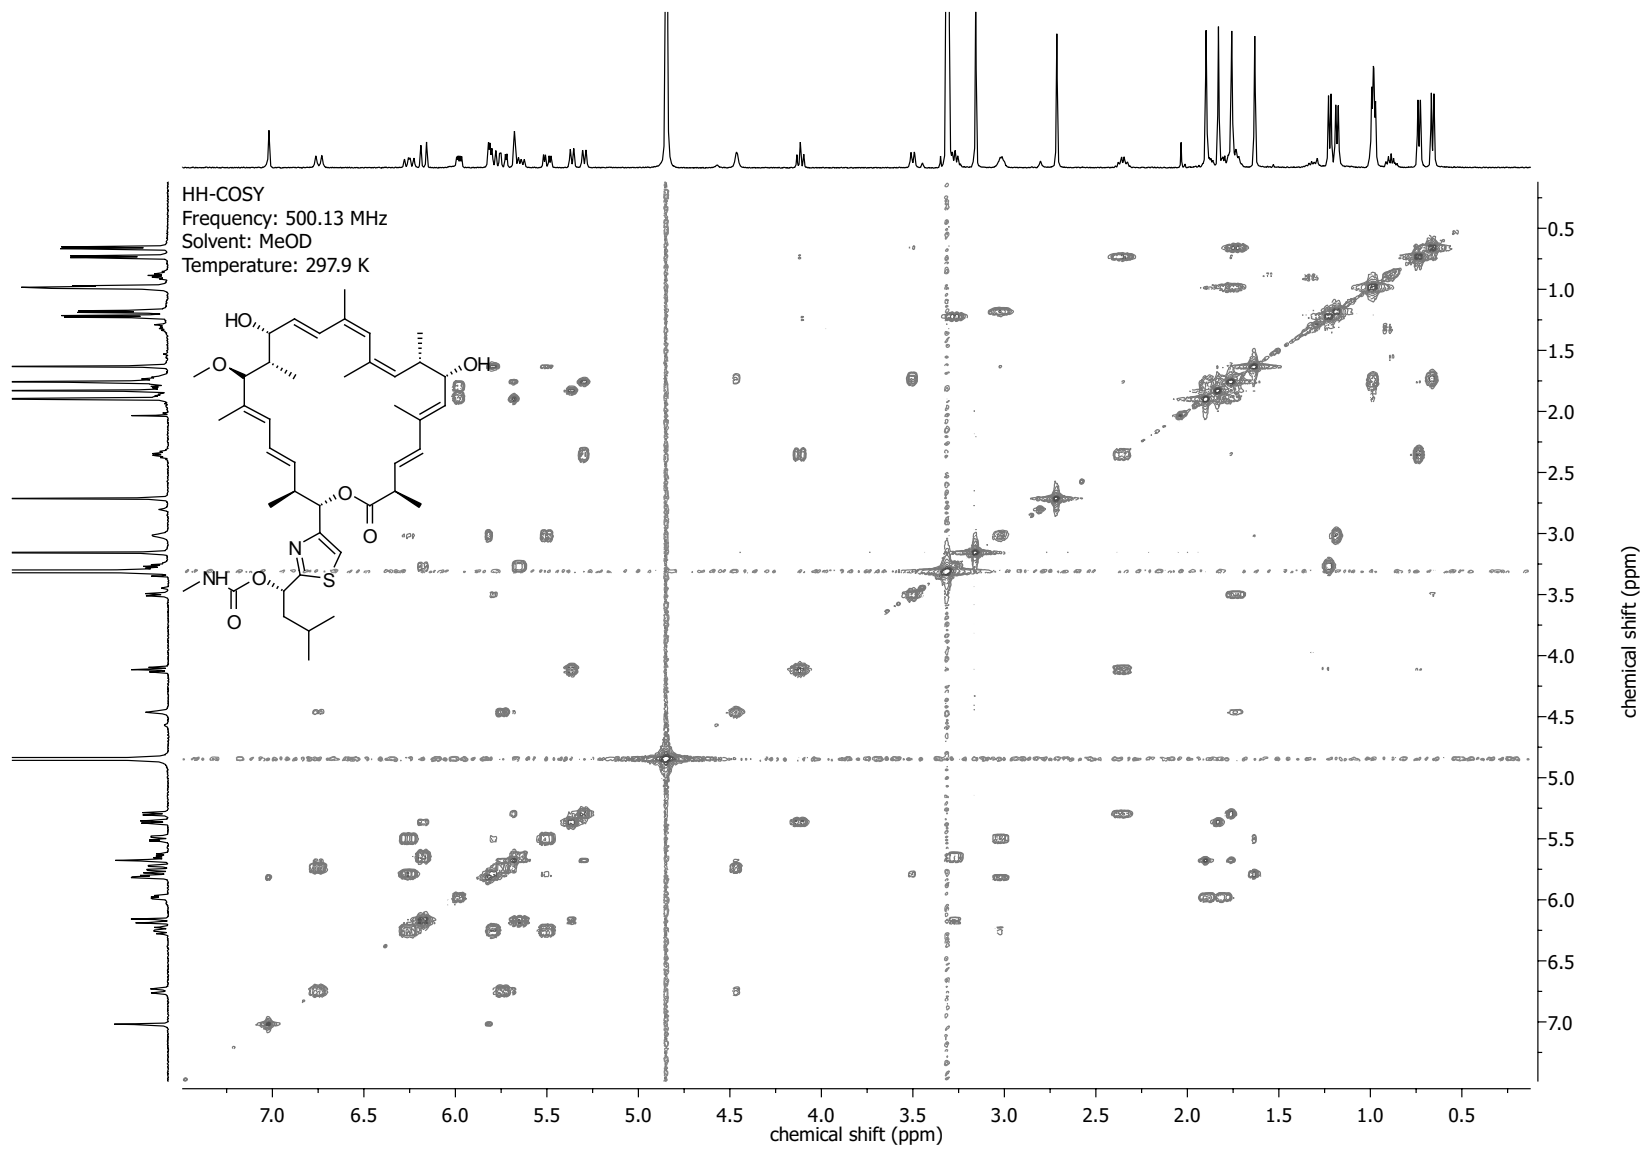 HH-COSY
Frequency: 500.13 MHz
Solvent: MeOD
Temperature: 297.9 K
HO
O
OH
O
O
N
S
NH
O
O
0.5
1.0
1.5
2.0
2.5
3.0
3.5
4.0
4.5
5.0
5.5
6.0
6.5
7.0
chemical shift (ppm)
7.0 6.5 6.0 5.5 5.0 4.5 4.0 3.5 3.0 2.5 2.0 1.5 1.0 0.5
chemical shift (ppm)